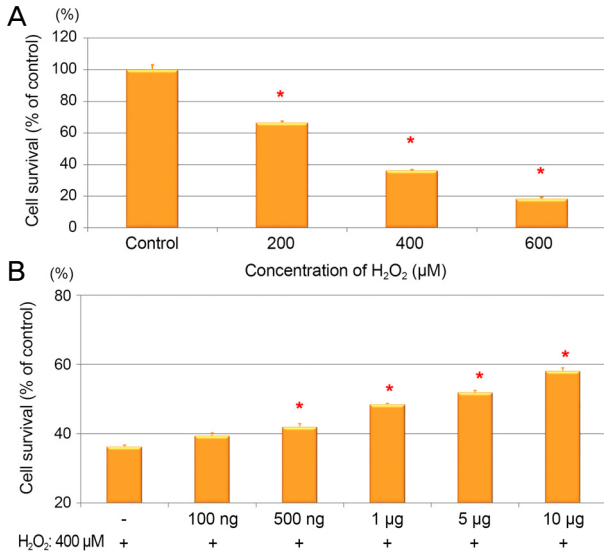 A (%)
Cell survival (% of control)
120
100
80
60
40
20
0
*
*
*
Control 200 400 600
Concentration of H₂O₂ (µM)
B (%)
Cell survival (% of control)
80
60
40
20
*
*
*
*
- 100 ng 500 ng 1 µg 5 µg 10 µg
H₂O₂: 400 µM + + + + + +